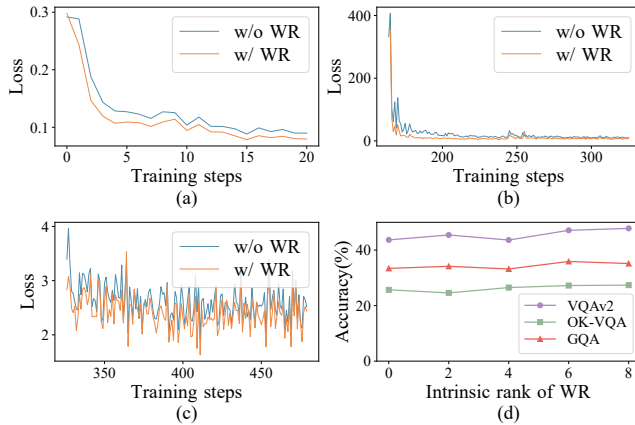 0.3
0.2
0.1
Loss
w/o WR
w/ WR
0
5
10
15
20
Training steps
(a)
400
200
0
Loss
w/o WR
w/ WR
200
250
300
Training steps
(b)
4
3
2
Loss
w/o WR
w/ WR
350
400
450
Training steps
(c)
40
20
0
Accuracy(%)
VQAv2
OK-VQA
GQA
0
2
4
6
8
Intrinsic rank of WR
(d)